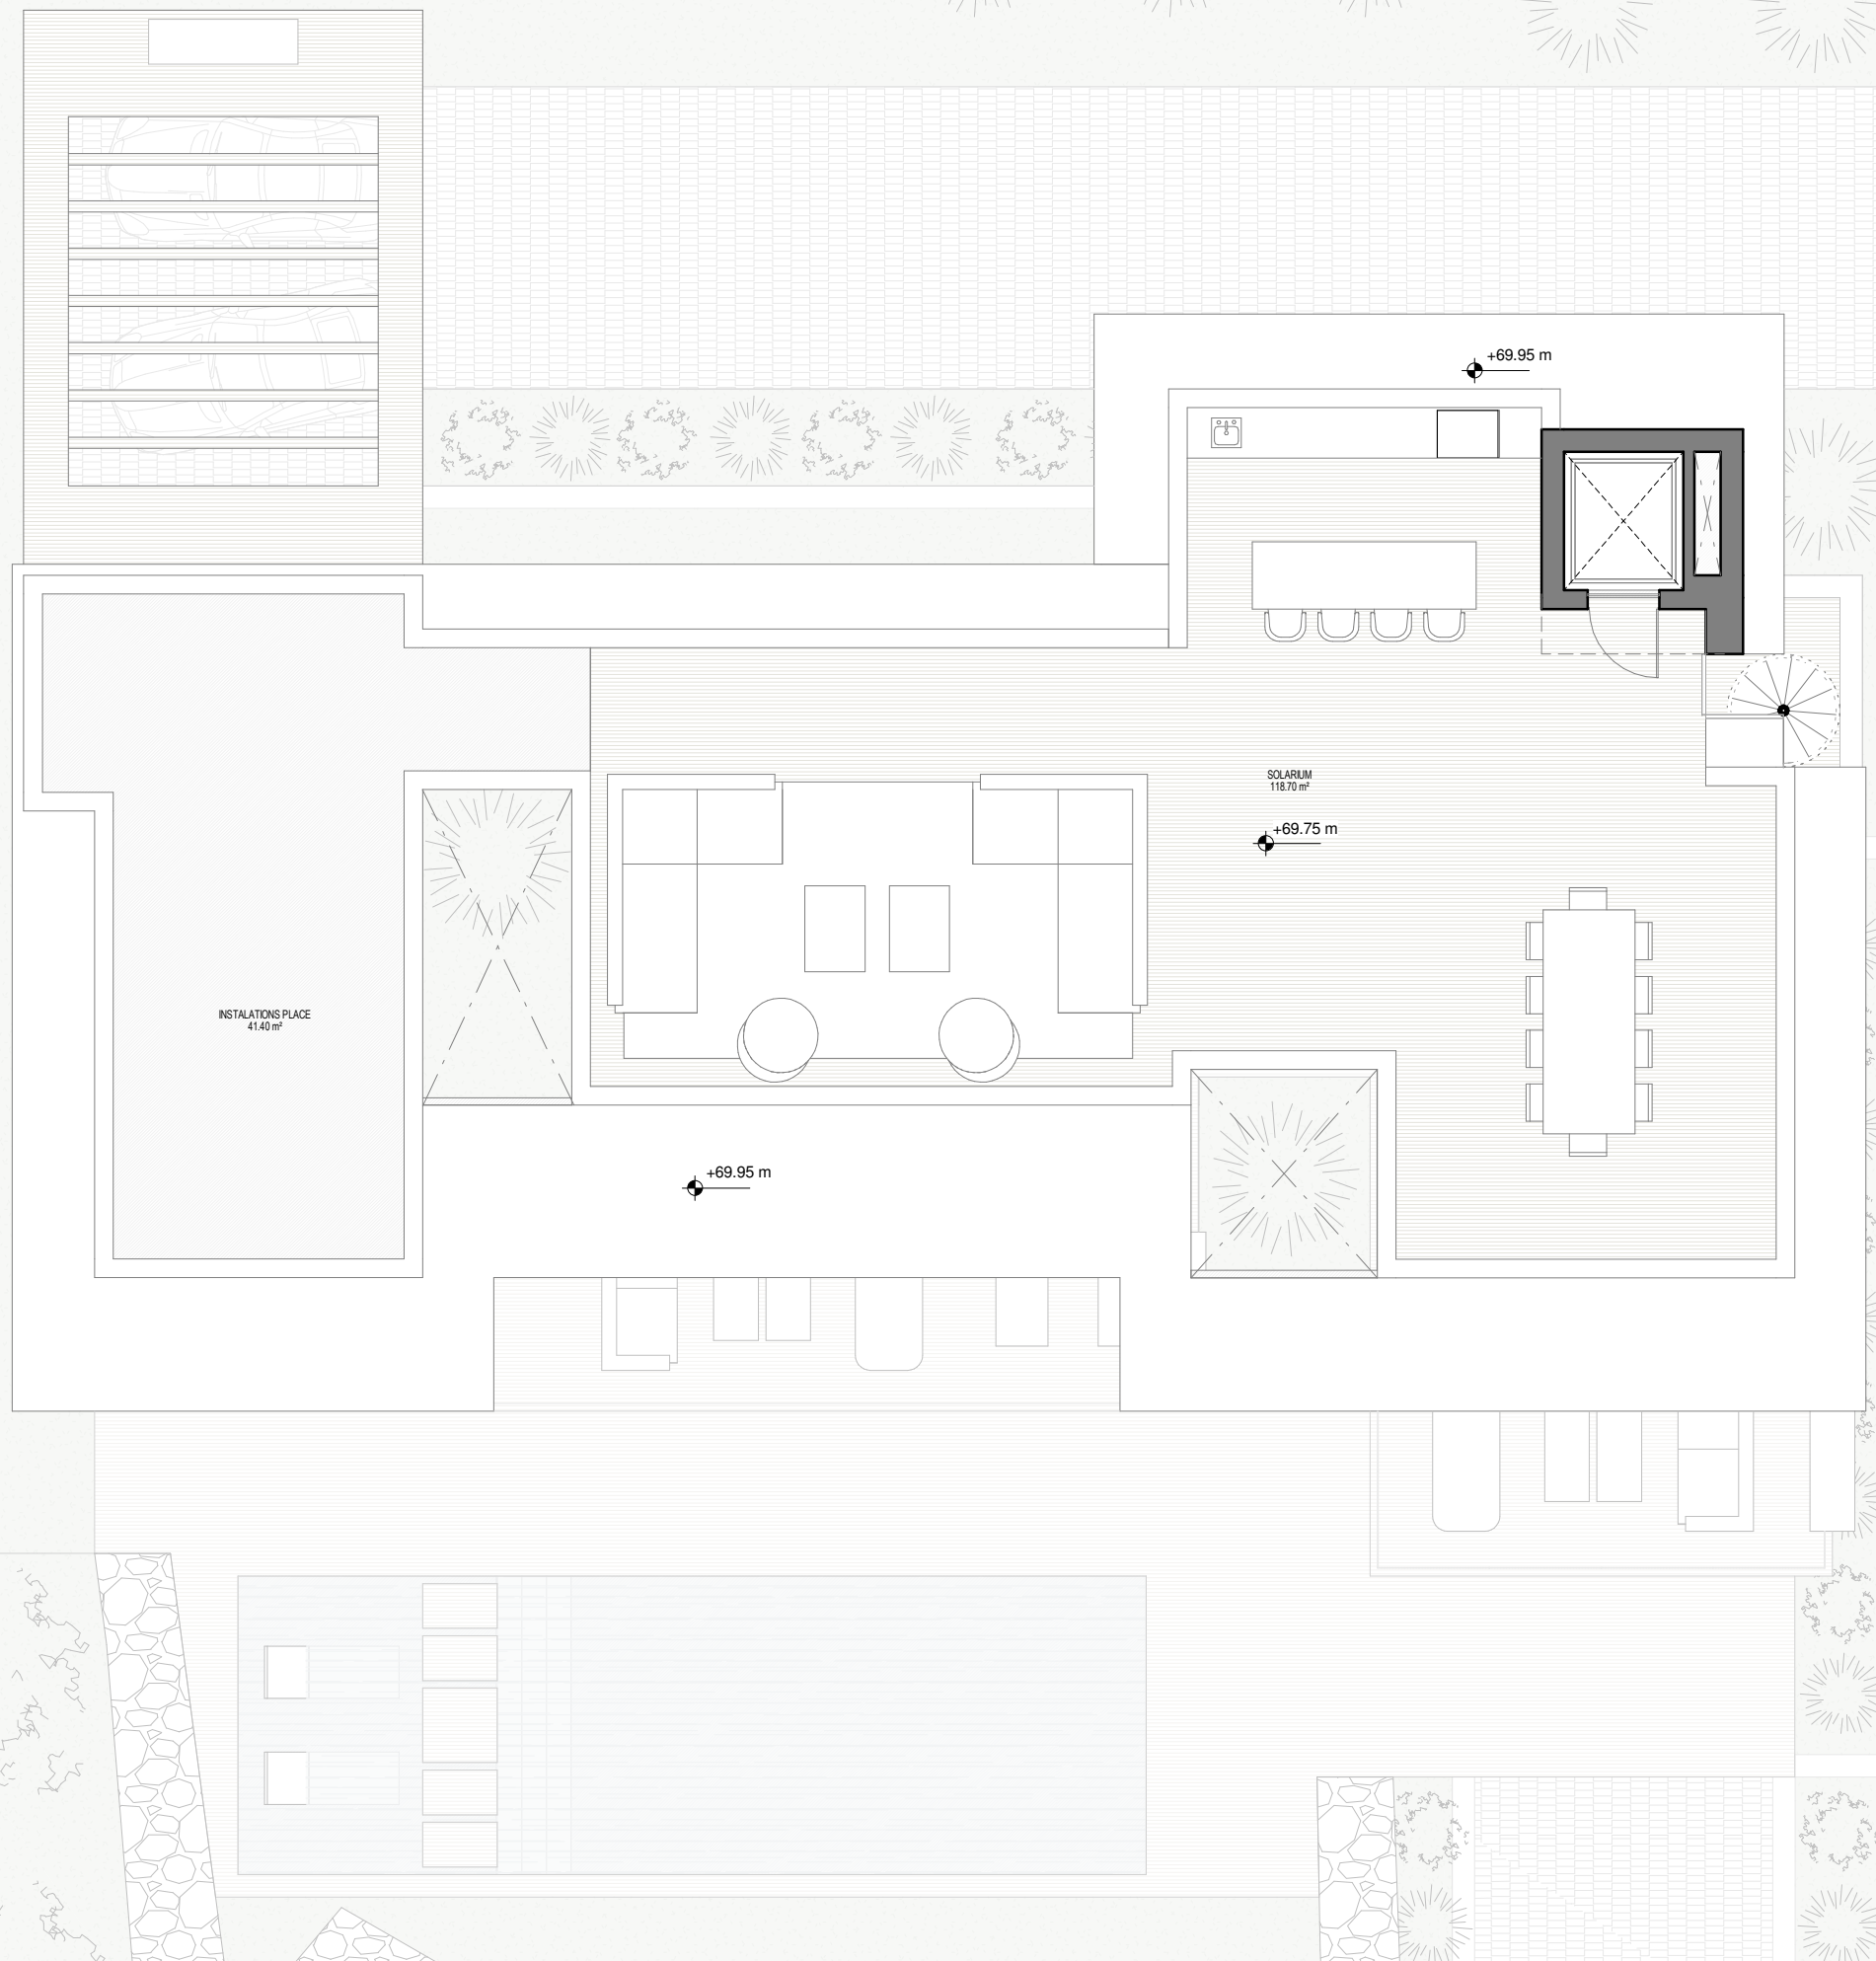 +69.95 m
SOLARIUM
118.70 m²
+69.75 m
INSTALATIONS PLACE
41.40 m²
+69.95 m